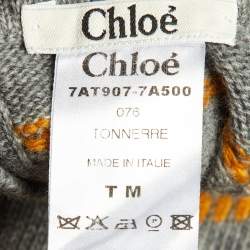 Chloé
Chloé
7AT907-7A500
076
TONNERRE
MADE IN ITALIE
T M